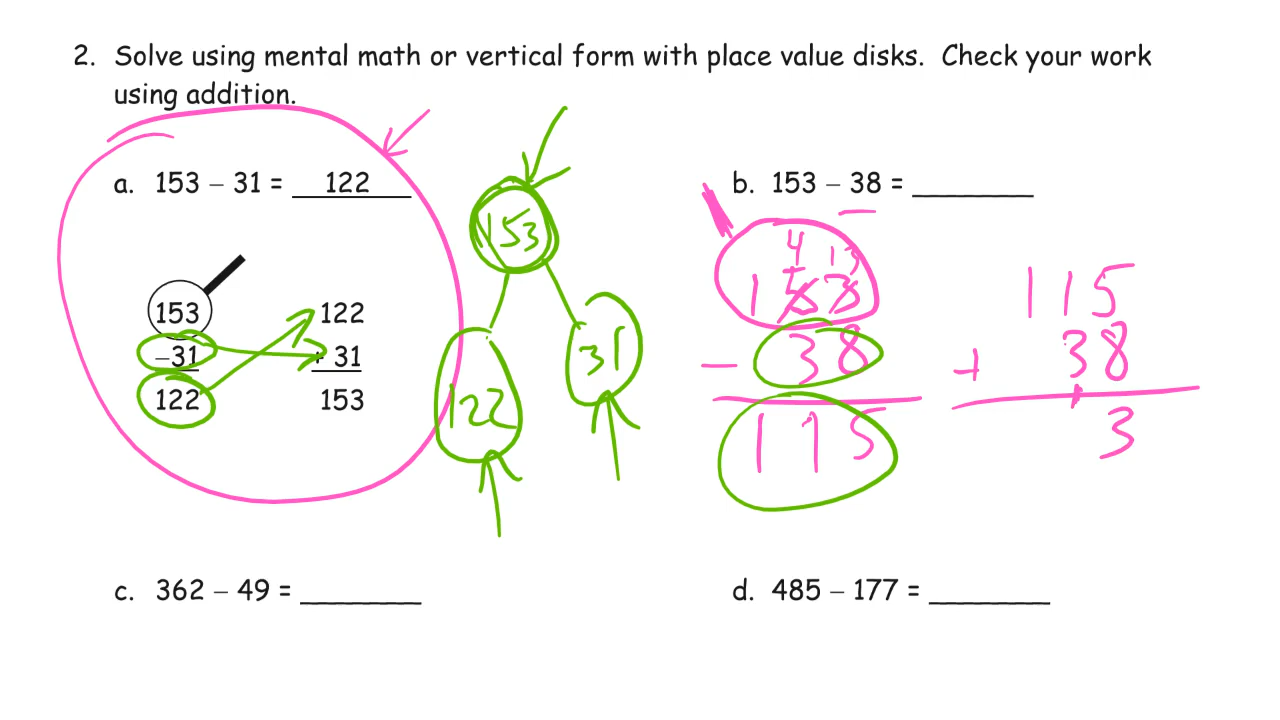 2. Solve using mental math or vertical form with place value disks. Check your work
using addition.
a. 153 – 31 = 122
153
–31
122
122
+ 31
153
153
122
31
b. 153 – 38 = ________
4 13
153
- 38
115
115
+ 38
1
3
c. 362 – 49 = ________
d. 485 – 177 = ________